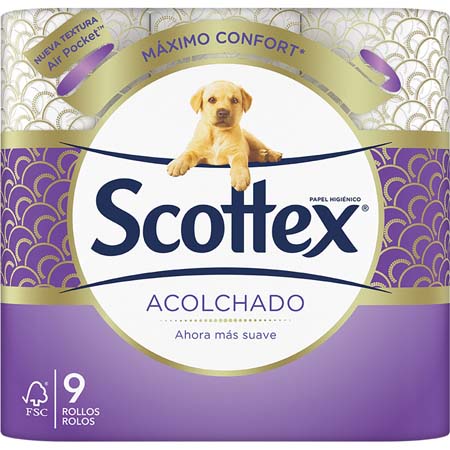 NUEVA TEXTURA
Air Pocket™
MÁXIMO CONFORT*
PAPEL HIGIÉNICO
Scottex®
ACOLCHADO
Ahora más suave
FSC
9
ROLLOS
ROLOS